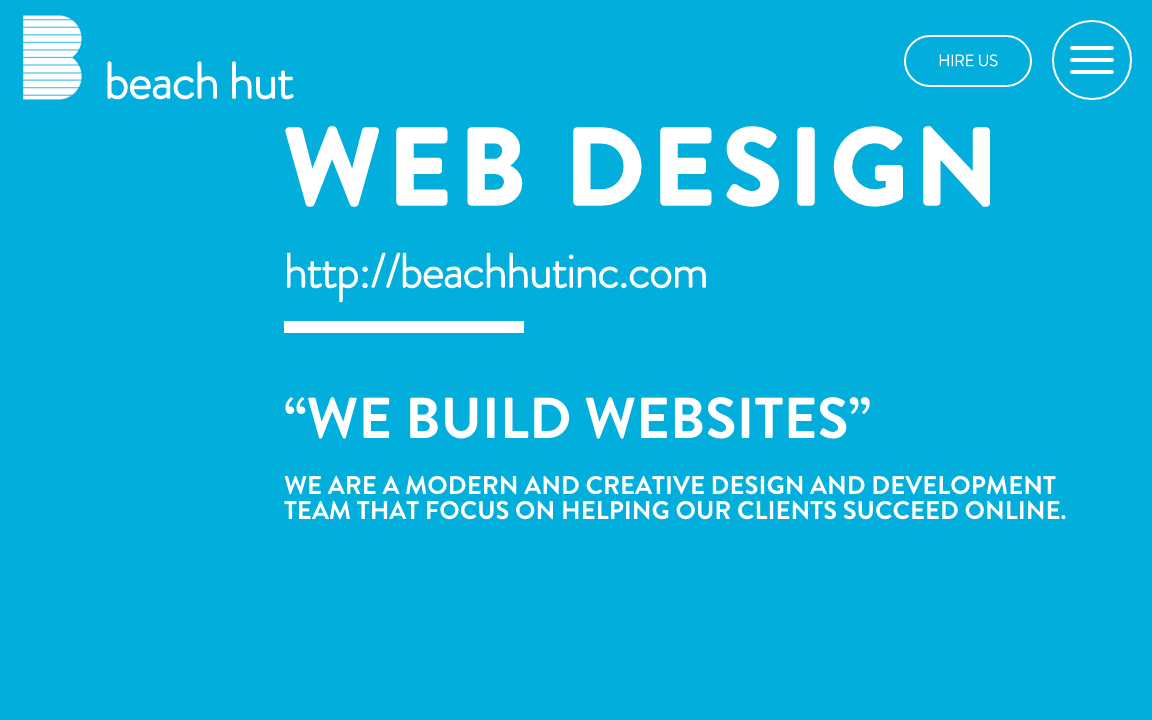 beach hut
HIRE US
WEB DESIGN
http://beachhutinc.com
“WE BUILD WEBSITES”
WE ARE A MODERN AND CREATIVE DESIGN AND DEVELOPMENT
TEAM THAT FOCUS ON HELPING OUR CLIENTS SUCCEED ONLINE.